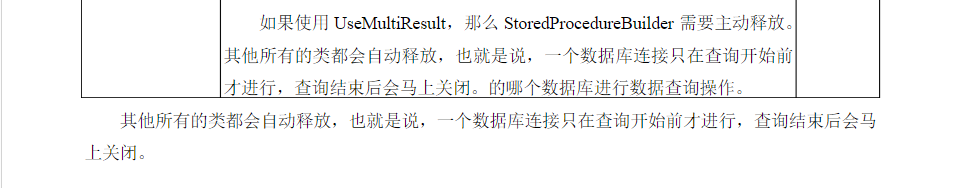 如果使用 UseMultiResult，那么 StoredProcedureBuilder 需要主动释放。
其他所有的类都会自动释放，也就是说，一个数据库连接只在查询开始前
才进行，查询结束后会马上关闭。的哪个数据库进行数据查询操作。
其他所有的类都会自动释放，也就是说，一个数据库连接只在查询开始前才进行，查询结束后会马
上关闭。